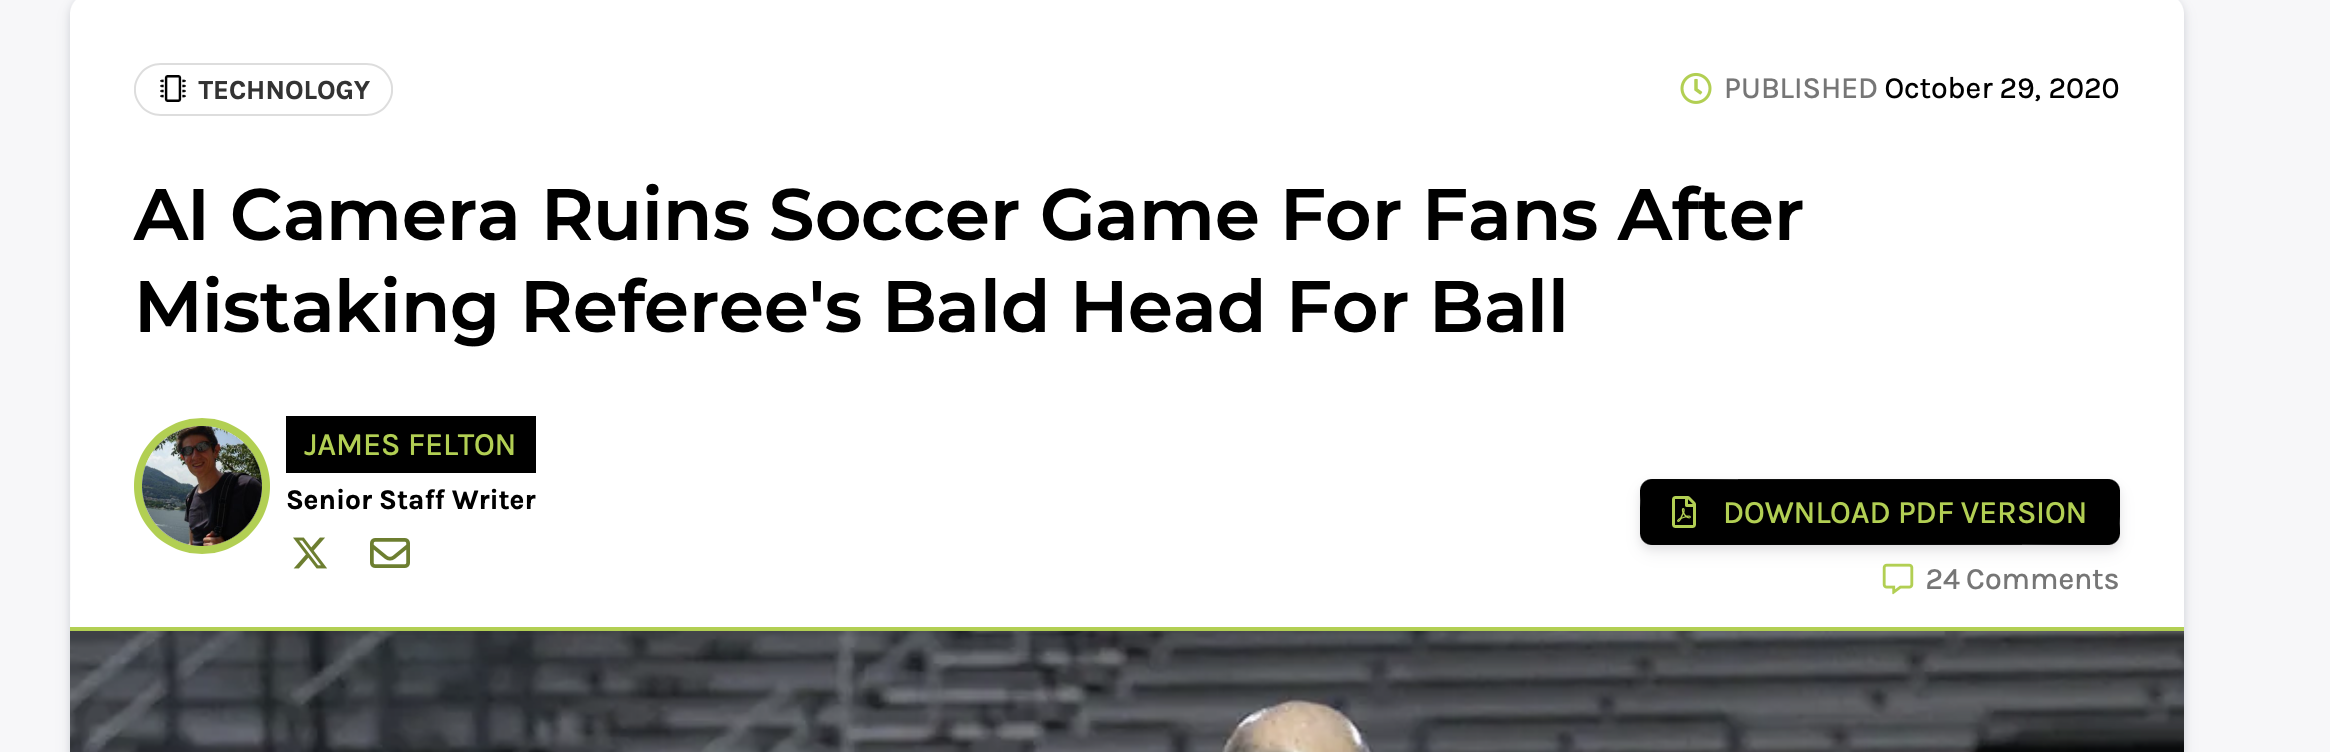 TECHNOLOGY
PUBLISHED October 29, 2020
AI Camera Ruins Soccer Game For Fans After
Mistaking Referee's Bald Head For Ball
JAMES FELTON
Senior Staff Writer
DOWNLOAD PDF VERSION
24 Comments